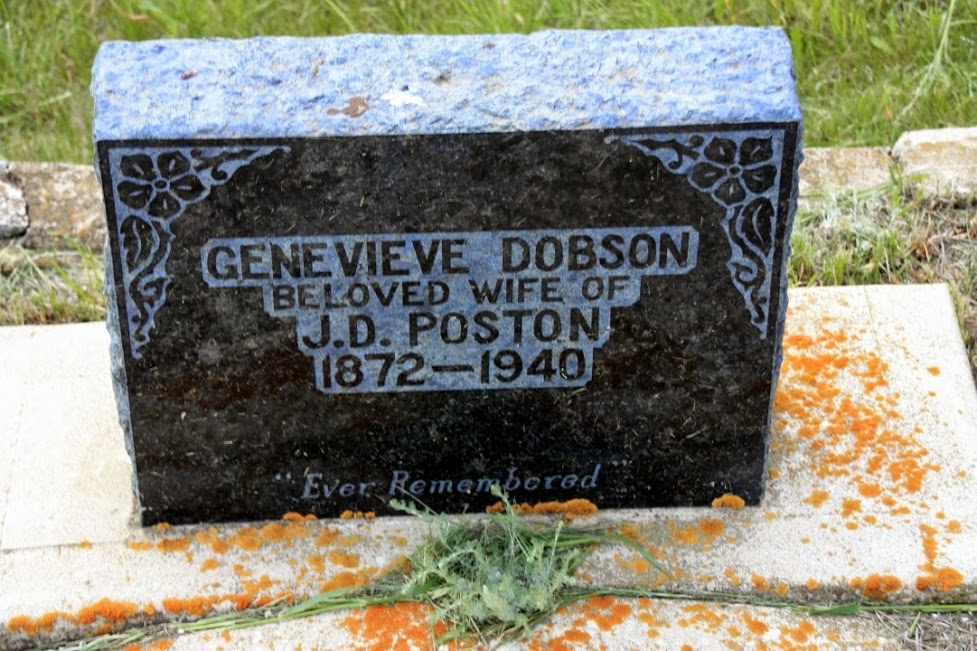 GENEVIEVE DOBSON
BELOVED WIFE OF
J.D. POSTON
1872—1940
"Ever Remembered"